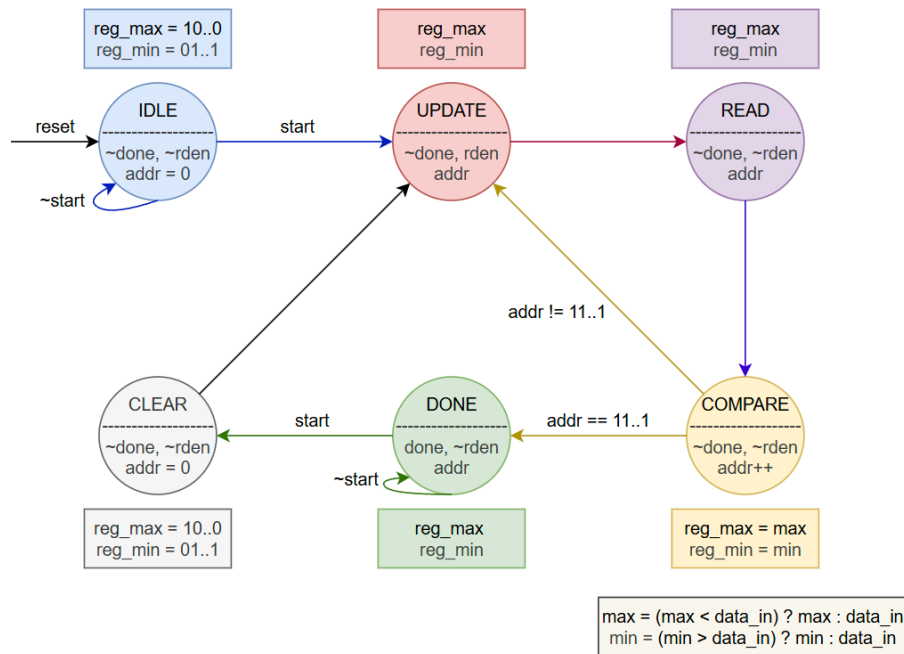 reg_max = 10..0
reg_min = 01..1
reg_max
reg_min
reg_max
reg_min
reset
IDLE
--------------------
~done, ~rden
addr = 0
~start
start
UPDATE
--------------------
~done, rden
addr
READ
--------------------
~done, ~rden
addr
addr != 11..1
CLEAR
--------------------
~done, ~rden
addr = 0
start
DONE
--------------------
done, ~rden
addr
~start
addr == 11..1
COMPARE
--------------------
~done, ~rden
addr++
reg_max = 10..0
reg_min = 01..1
reg_max
reg_min
reg_max = max
reg_min = min
max = (max < data_in) ? max : data_in
min = (min > data_in) ? min : data_in